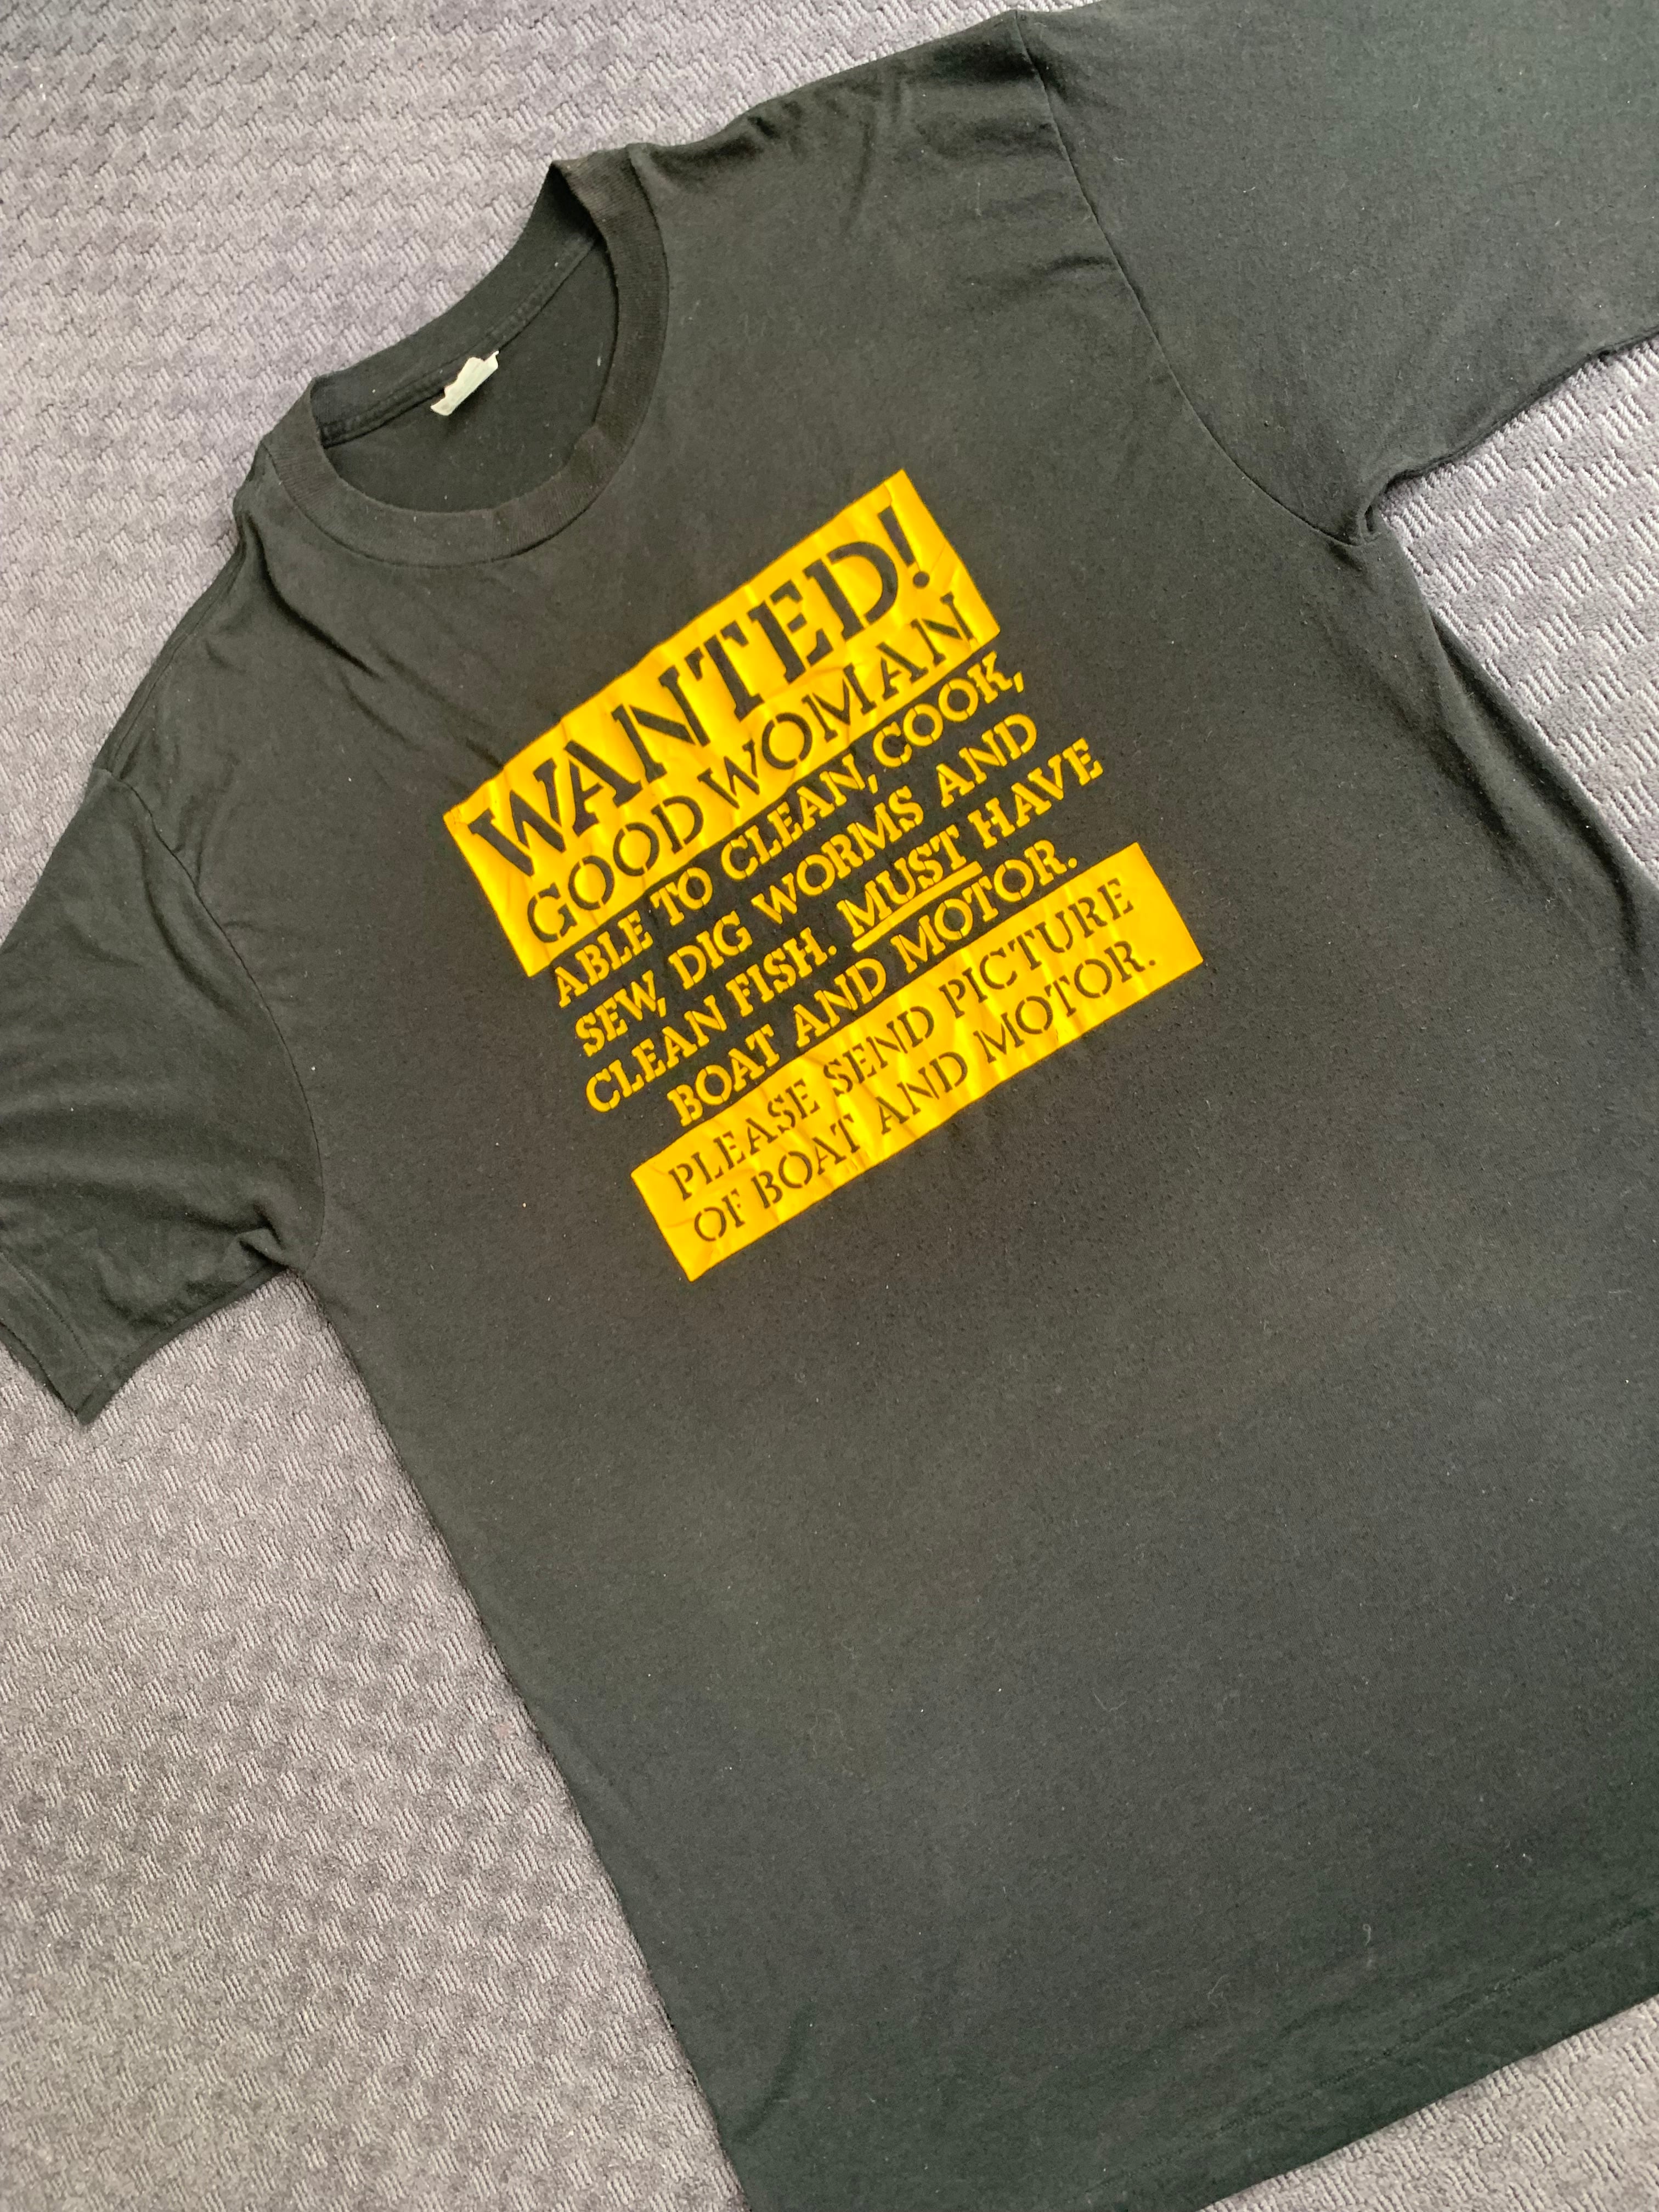 WANTED!
GOOD WOMAN
ABLE TO CLEAN, COOK,
SEW, DIG WORMS AND
CLEAN FISH. MUST HAVE
BOAT AND MOTOR.
PLEASE SEND PICTURE
OF BOAT AND MOTOR.